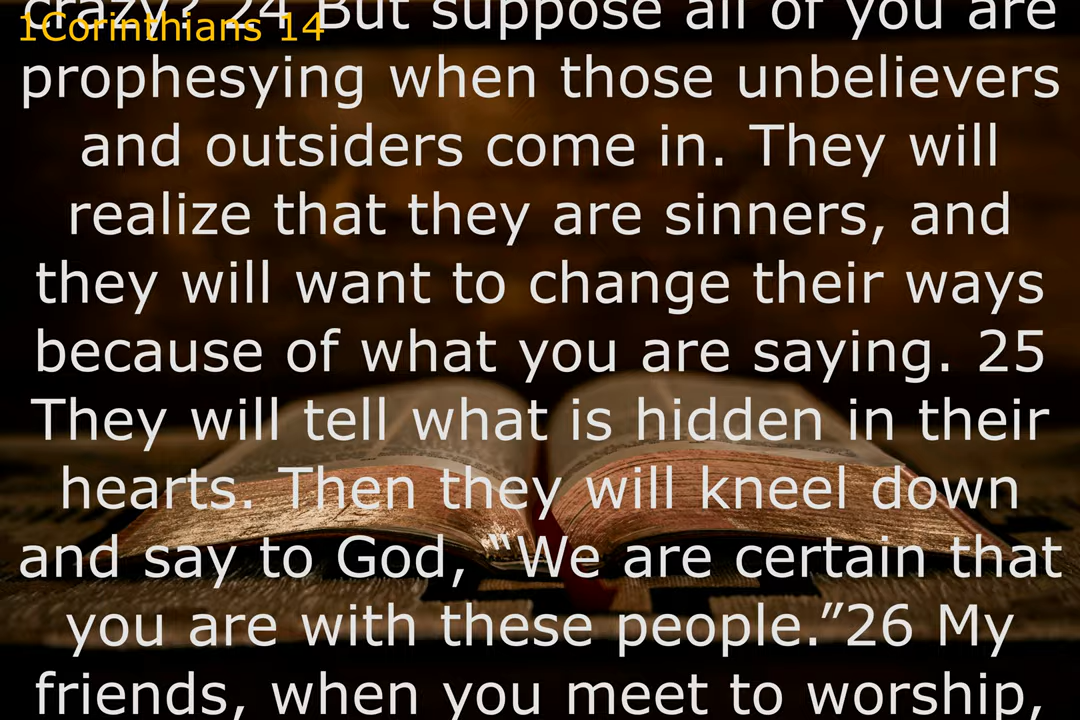 crazy? 24 But suppose all of you are
1Corinthians 14
prophesying when those unbelievers
and outsiders come in. They will
realize that they are sinners, and
they will want to change their ways
because of what you are saying. 25
They will tell what is hidden in their
hearts. Then they will kneel down
and say to God, “We are certain that
you are with these people.”26 My
friends, when you meet to worship,